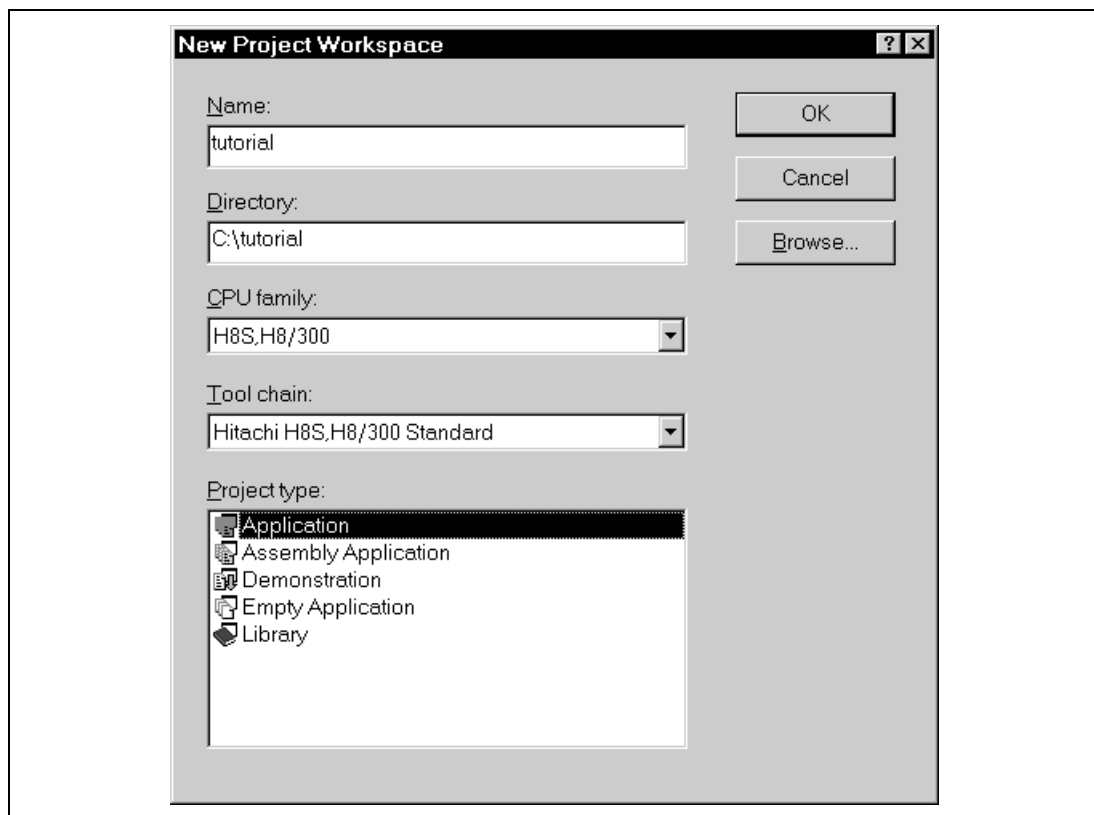 New Project Workspace
Name:
tutorial
OK
Cancel
Directory:
C:\tutorial
Browse...
CPU family:
H8S,H8/300
Tool chain:
Hitachi H8S,H8/300 Standard
Project type:
Application
Assembly Application
Demonstration
Empty Application
Library